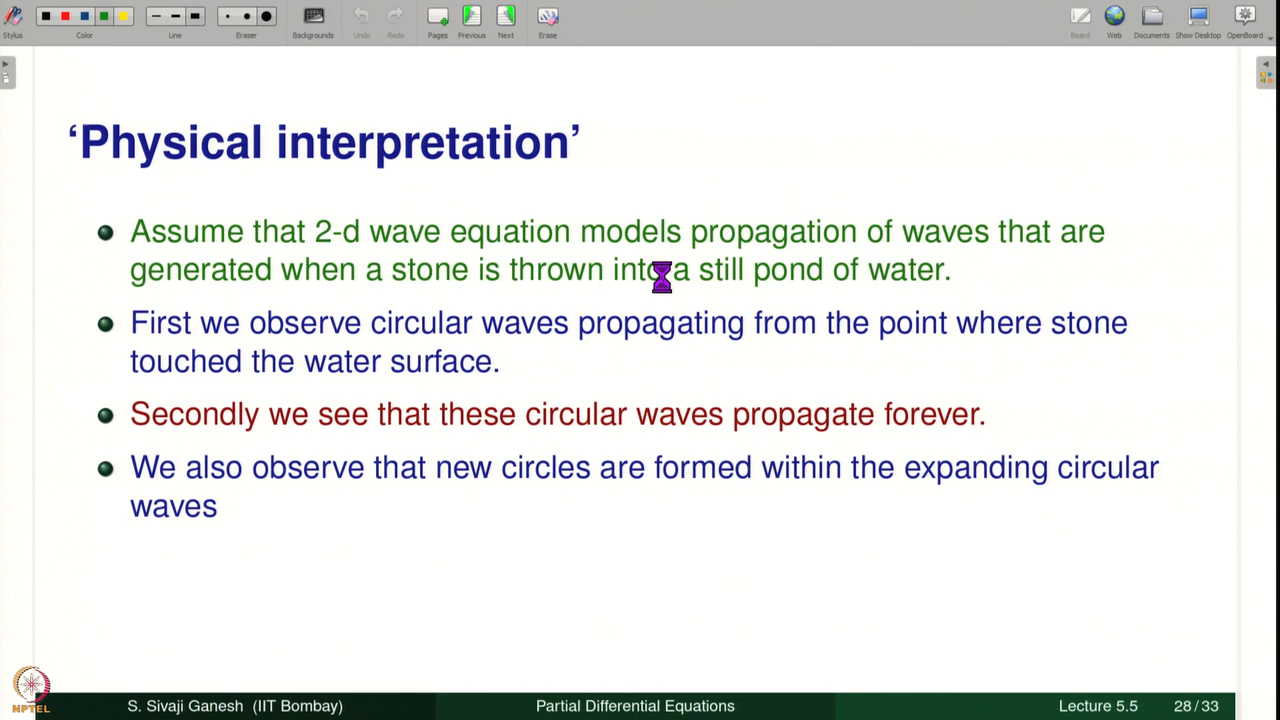 Stylus
Color
Line
Eraser
Backgrounds
Undo
Redo
Pages
Previous
Next
Erase
Board
Web
Documents
Show Desktop
OpenBoard
‘Physical interpretation’
Assume that 2-d wave equation models propagation of waves that are
generated when a stone is thrown into a still pond of water.
First we observe circular waves propagating from the point where stone
touched the water surface.
Secondly we see that these circular waves propagate forever.
We also observe that new circles are formed within the expanding circular
waves
NPTEL
S. Sivaji Ganesh (IIT Bombay)
Partial Differential Equations
Lecture 5.5
28/33